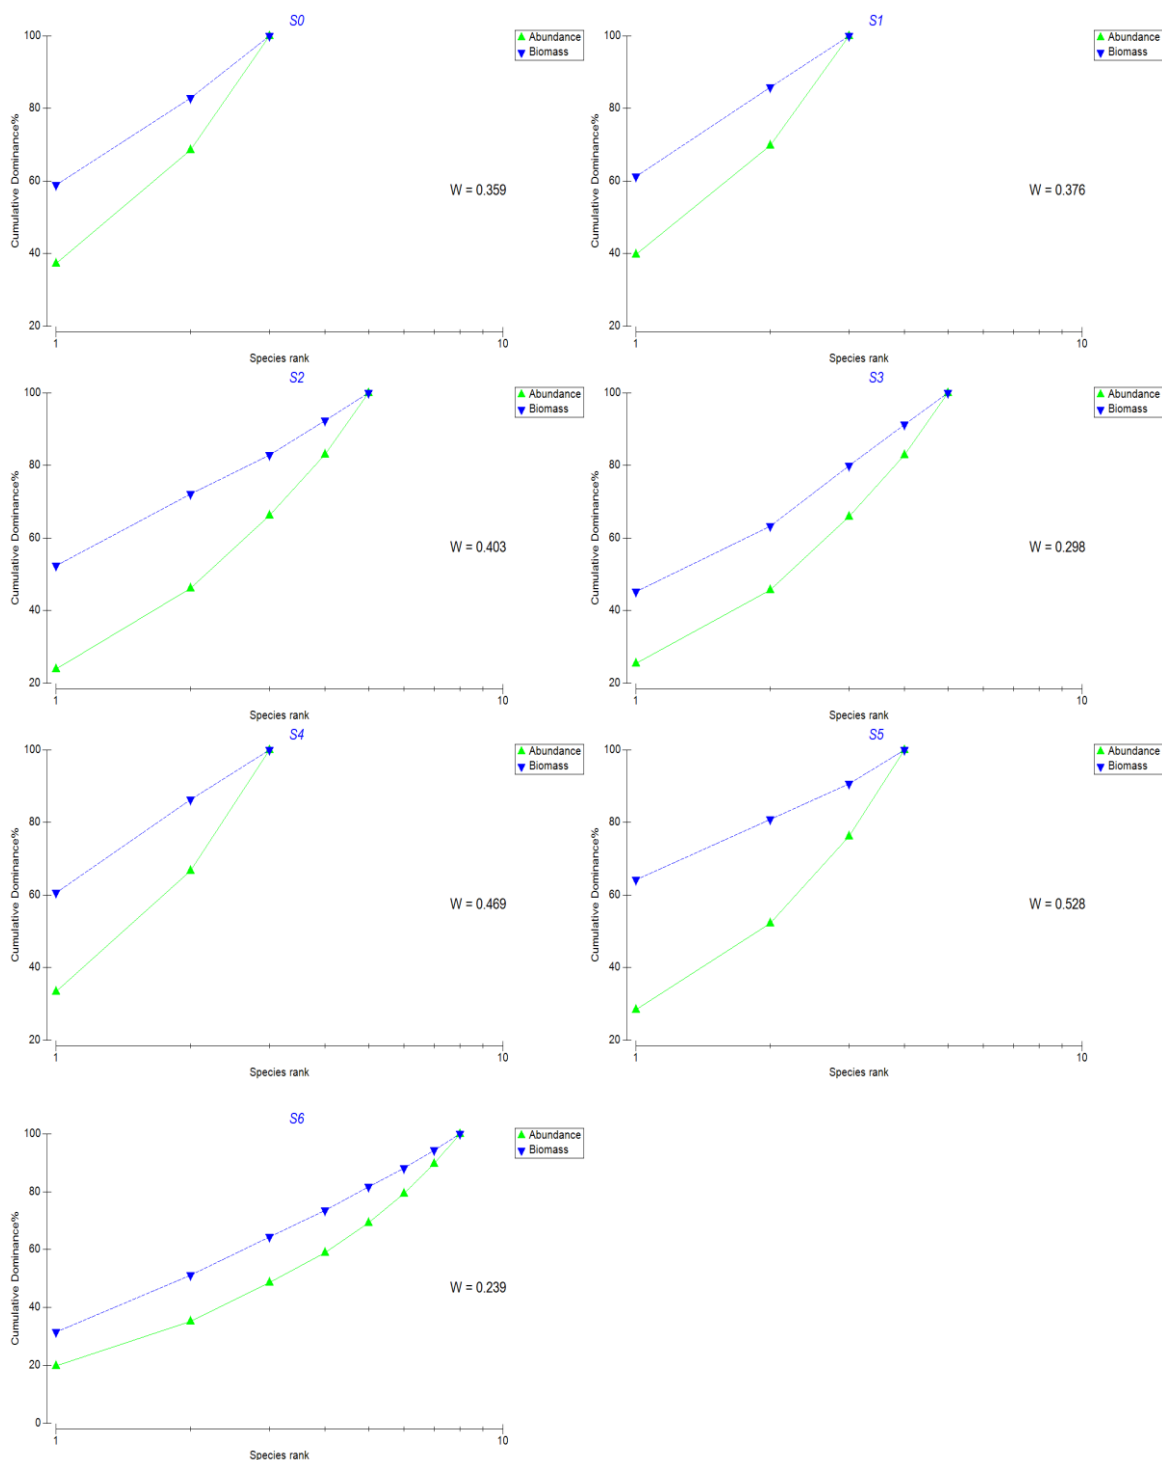 S0
Abundance
Biomass
W = 0.359
Cumulative Dominance%
100
80
60
40
20
1
10
Species rank
S1
Abundance
Biomass
W = 0.376
Cumulative Dominance%
100
80
60
40
20
1
10
Species rank
S2
Abundance
Biomass
W = 0.403
Cumulative Dominance%
100
80
60
40
20
1
10
Species rank
S3
Abundance
Biomass
W = 0.298
Cumulative Dominance%
100
80
60
40
20
1
10
Species rank
S4
Abundance
Biomass
W = 0.469
Cumulative Dominance%
100
80
60
40
20
1
10
Species rank
S5
Abundance
Biomass
W = 0.528
Cumulative Dominance%
100
80
60
40
20
1
10
Species rank
S6
Abundance
Biomass
W = 0.239
Cumulative Dominance%
100
80
60
40
20
0
1
10
Species rank